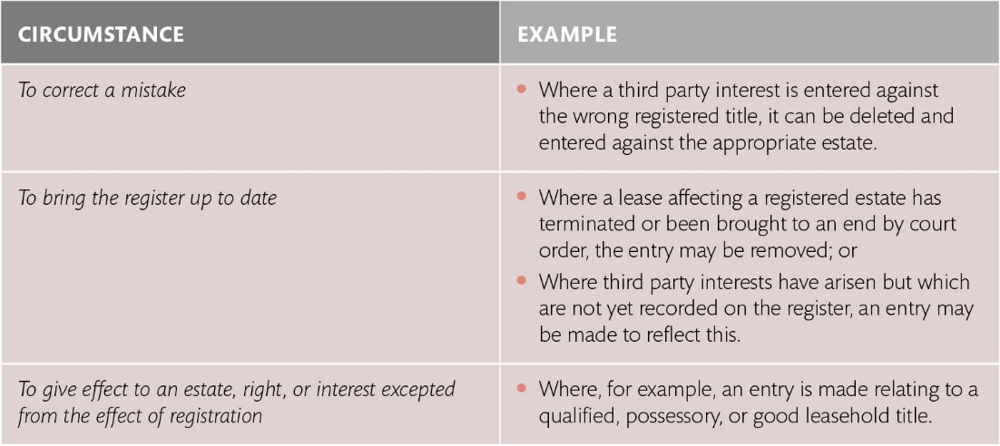 CIRCUMSTANCE
EXAMPLE
To correct a mistake
• Where a third party interest is entered against
the wrong registered title, it can be deleted and
entered against the appropriate estate.
To bring the register up to date
• Where a lease affecting a registered estate has
terminated or been brought to an end by court
order, the entry may be removed; or
• Where third party interests have arisen but which
are not yet recorded on the register, an entry may
be made to reflect this.
To give effect to an estate, right, or interest excepted
from the effect of registration
• Where, for example, an entry is made relating to a
qualified, possessory, or good leasehold title.